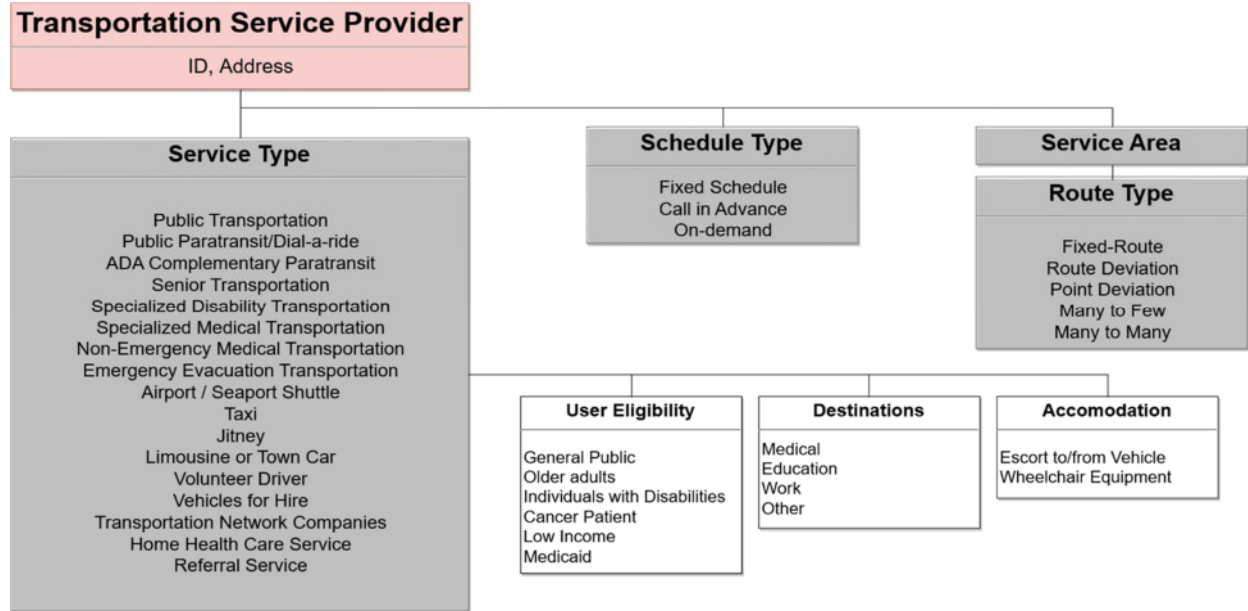 Transportation Service Provider
ID, Address
Service Type
Public Transportation
Public Paratransit/Dial-a-ride
ADA Complementary Paratransit
Senior Transportation
Specialized Disability Transportation
Specialized Medical Transportation
Non-Emergency Medical Transportation
Emergency Evacuation Transportation
Airport / Seaport Shuttle
Taxi
Jitney
Limousine or Town Car
Volunteer Driver
Vehicles for Hire
Transportation Network Companies
Home Health Care Service
Referral Service
Schedule Type
Fixed Schedule
Call in Advance
On-demand
Service Area
Route Type
Fixed-Route
Route Deviation
Point Deviation
Many to Few
Many to Many
User Eligibility
General Public
Older adults
Individuals with Disabilities
Cancer Patient
Low Income
Medicaid
Destinations
Medical
Education
Work
Other
Accomodation
Escort to/from Vehicle
Wheelchair Equipment